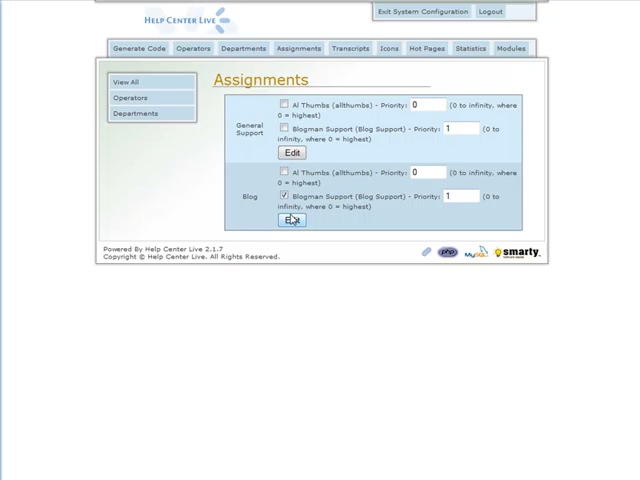 Exit System Configuration Logout
HELP CENTER LIVE
Generate Code Operators Departments Assignments Transcripts Icons Hot Pages Statistics Modules
View All
Operators
Departments
Assignments
General Support
Al Thumbs (allthumbs) - Priority: 0 (0 to infinity, where
0 = highest)
Blogman Support (Blog Support) - Priority: 1 (0 to
infinity, where 0 = highest)
Edit
Blog
Al Thumbs (allthumbs) - Priority: 0 (0 to infinity, where
0 = highest)
Blogman Support (Blog Support) - Priority: 1 (0 to
infinity, where 0 = highest)
Edit
Powered By Help Center Live 2.1.7
Copyright © Help Center Live. All Rights Reserved.
php MySQL smarty